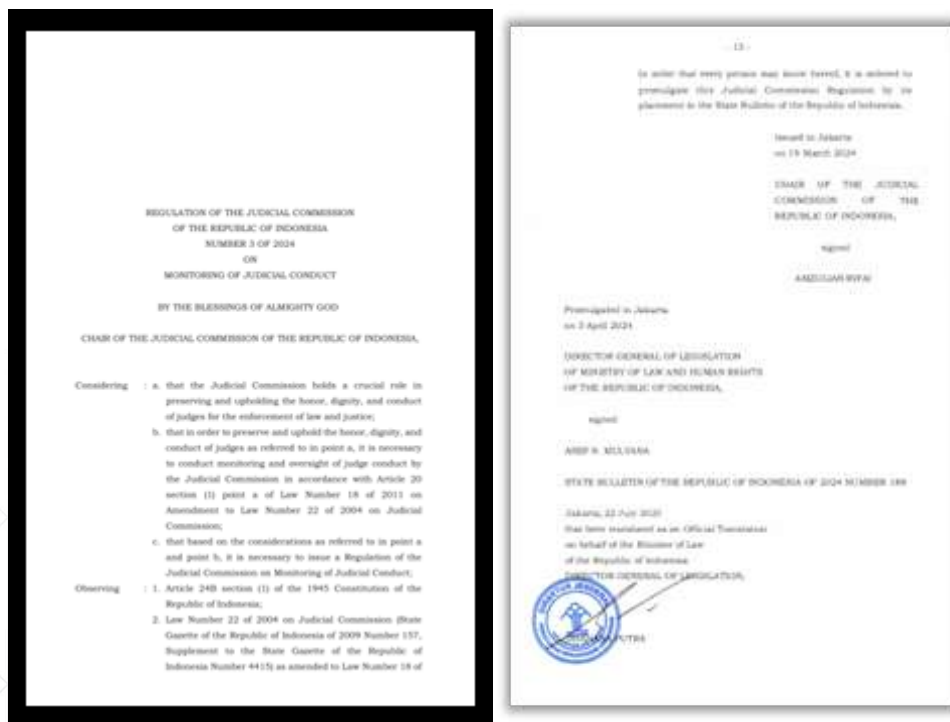 REGULATION OF THE JUDICIAL COMMISSION
OF THE REPUBLIC OF INDONESIA
NUMBER 3 OF 2024
ON
MONITORING OF JUDICIAL CONDUCT
BY THE BLESSINGS OF ALMIGHTY GOD
CHAIR OF THE JUDICIAL COMMISSION OF THE REPUBLIC OF INDONESIA,
Considering : a. that the Judicial Commission holds a crucial role in
preserving and upholding the honor, dignity, and conduct
of judges for the enforcement of law and justice;
b. that in order to preserve and uphold the honor, dignity, and
conduct of judges as referred to in point a, it is necessary
to conduct monitoring and oversight of judge conduct by
the Judicial Commission in accordance with Article 20
section (1) point a of Law Number 18 of 2011 on
Amendment to Law Number 22 of 2004 on Judicial
Commission;
c. that based on the considerations as referred to in point a
and point b, it is necessary to issue a Regulation of the
Judicial Commission on Monitoring of Judicial Conduct;
Observing : 1. Article 24B section (1) of the 1945 Constitution of the
Republic of Indonesia;
2. Law Number 22 of 2004 on Judicial Commission (State
Gazette of the Republic of Indonesia of 2009 Number 157,
Supplement to the State Gazette of the Republic of
Indonesia Number 4415) as amended to Law Number 18 of
In order that every person may know hereof, it is ordered to
promulgate this Judicial Commission Regulation by its
placement in the State Bulletin of the Republic of Indonesia.
Issued in Jakarta
on 19 March 2024
CHAIR OF THE JUDICIAL
COMMISSION OF THE
REPUBLIC OF INDONESIA,
signed
Promulgated in Jakarta
on 3 April 2024
DIRECTOR GENERAL OF LEGISLATION
OF MINISTRY OF LAW AND HUMAN RIGHTS
OF THE REPUBLIC OF INDONESIA,
signed
ASEP N. MULYANA
STATE BULLETIN OF THE REPUBLIC OF INDONESIA OF 2024 NUMBER
Jakarta, 22 July
Has been translated as an Official Translation
on behalf of the Minister of Law
of the Republic of Indonesia
DIRECTOR GENERAL OF LEGISLATION,
PUTRA